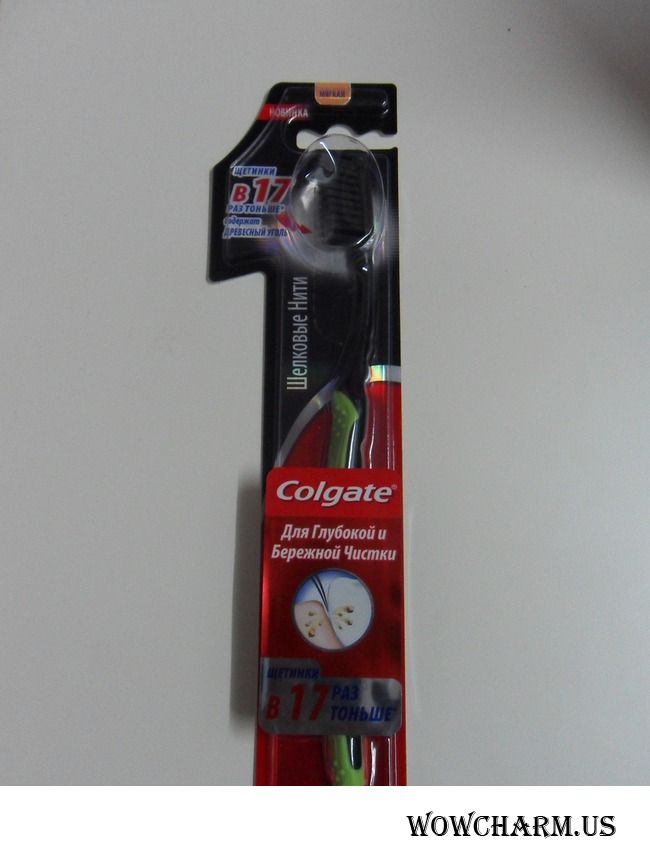 МЯГКАЯ
НОВИНКА
ЩЕТИНКИ
В 17
РАЗ ТОНЬШЕ*
содержат
ДРЕВЕСНЫЙ УГОЛЬ
Шелковые Нити
Colgate®
Для Глубокой и
Бережной Чистки
ЩЕТИНКИ
В 17 РАЗ
ТОНЬШЕ*
WOWCHARM.US